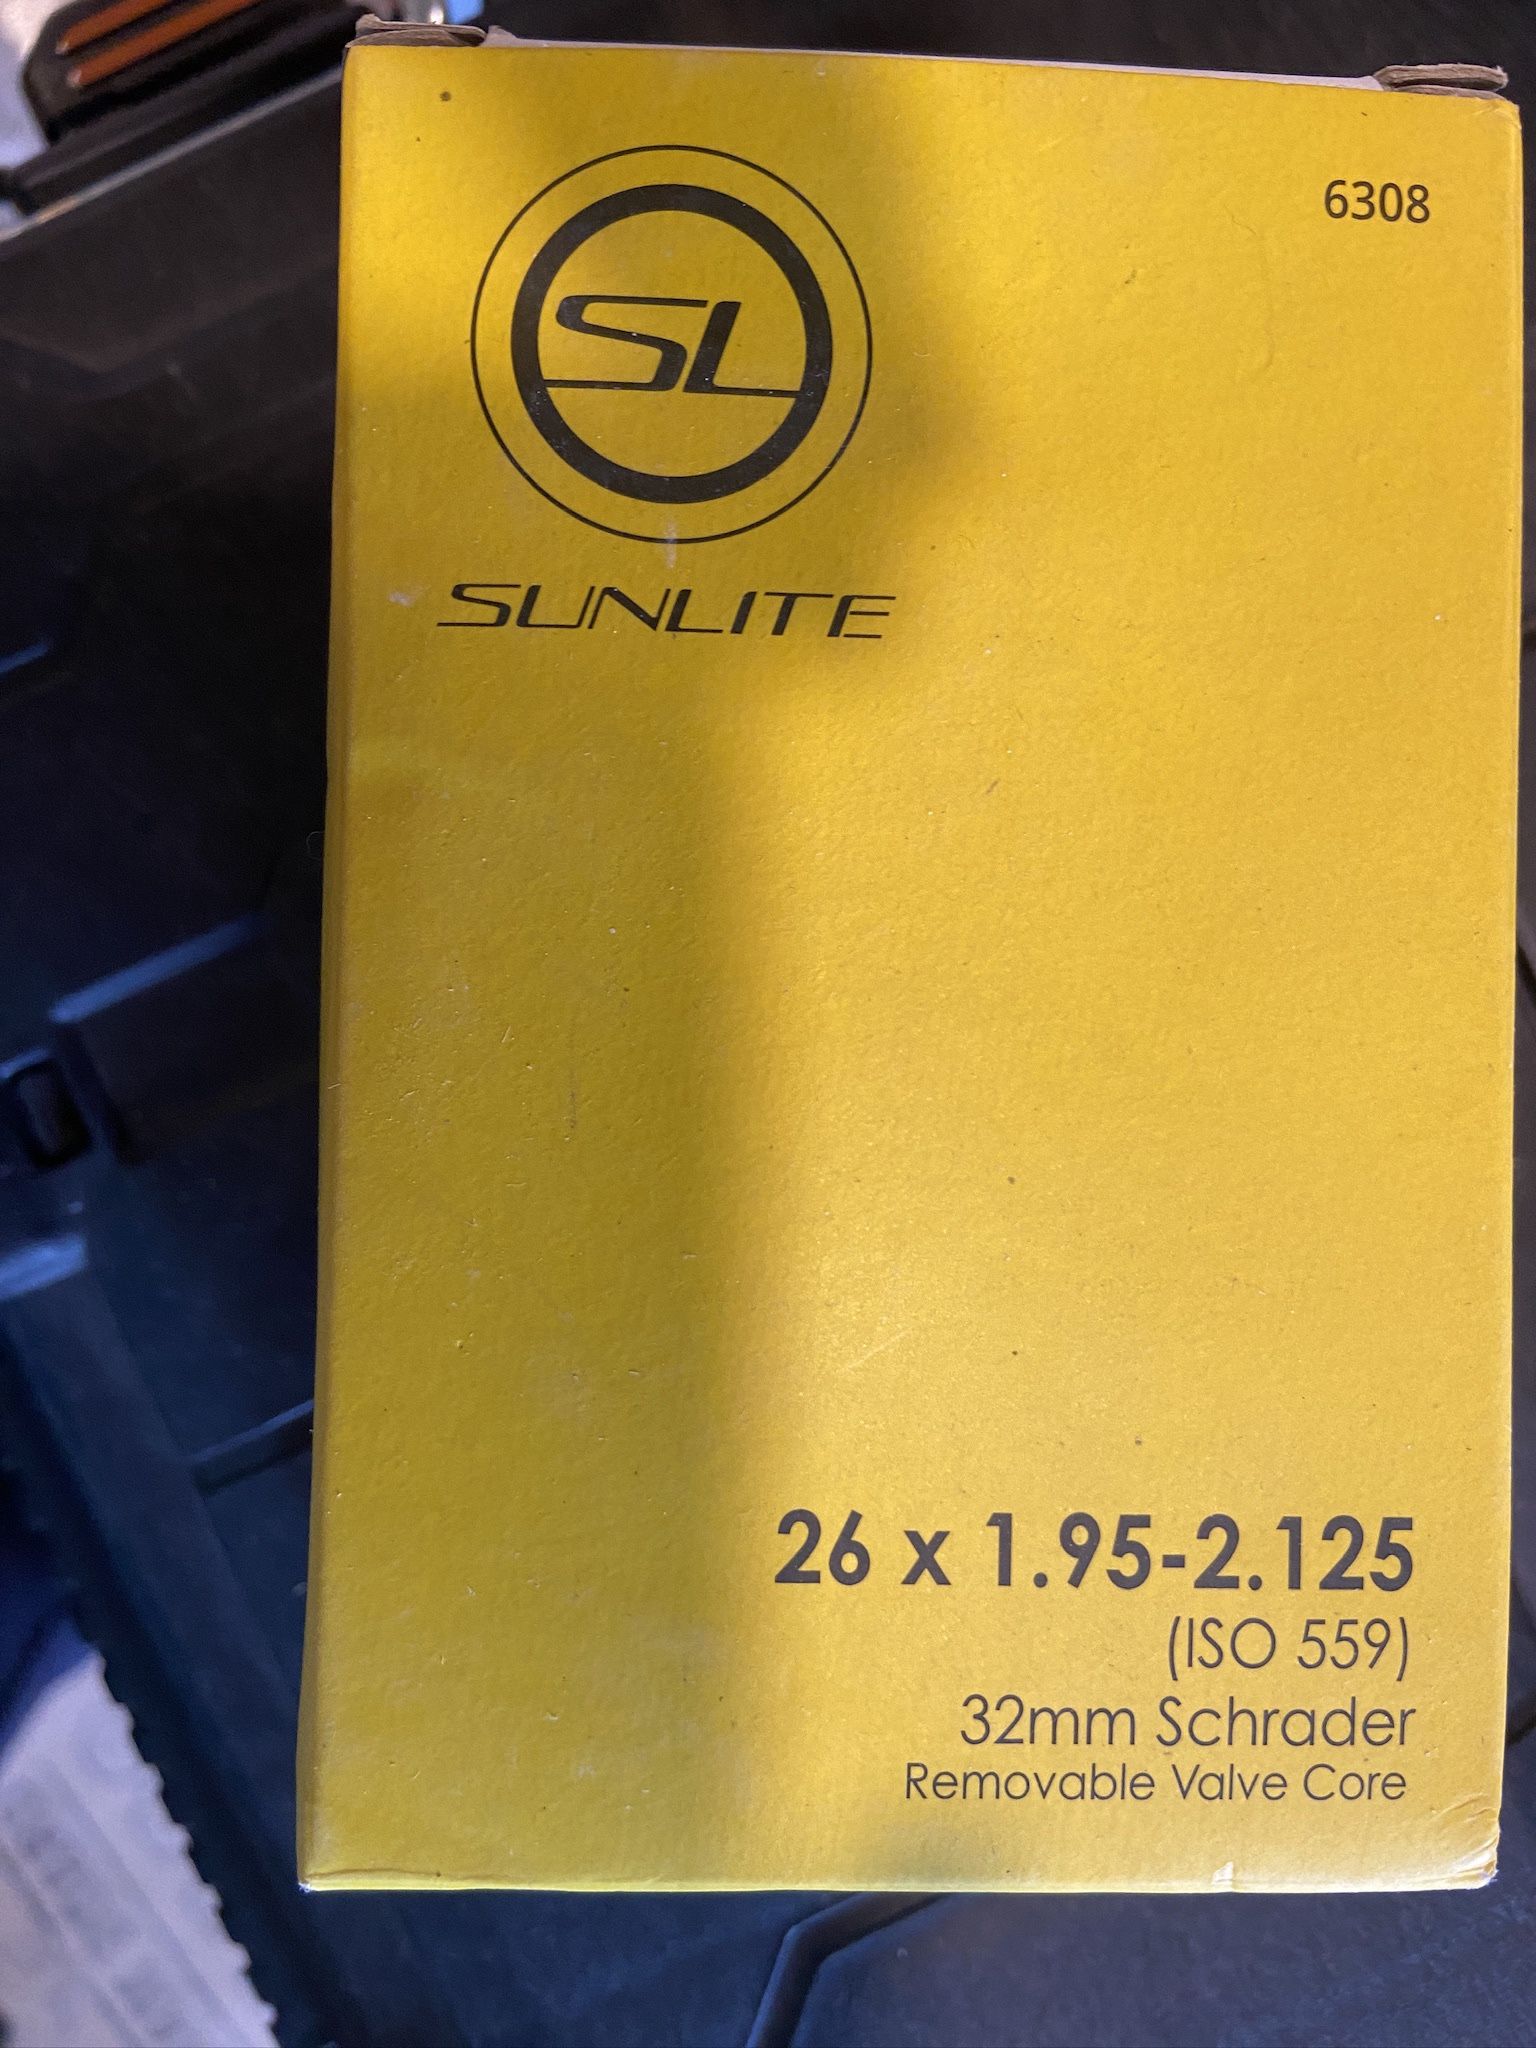 6308
SL
SUNLITE
26 x 1.95-2.125
(ISO 559)
32mm Schrader
Removable Valve Core